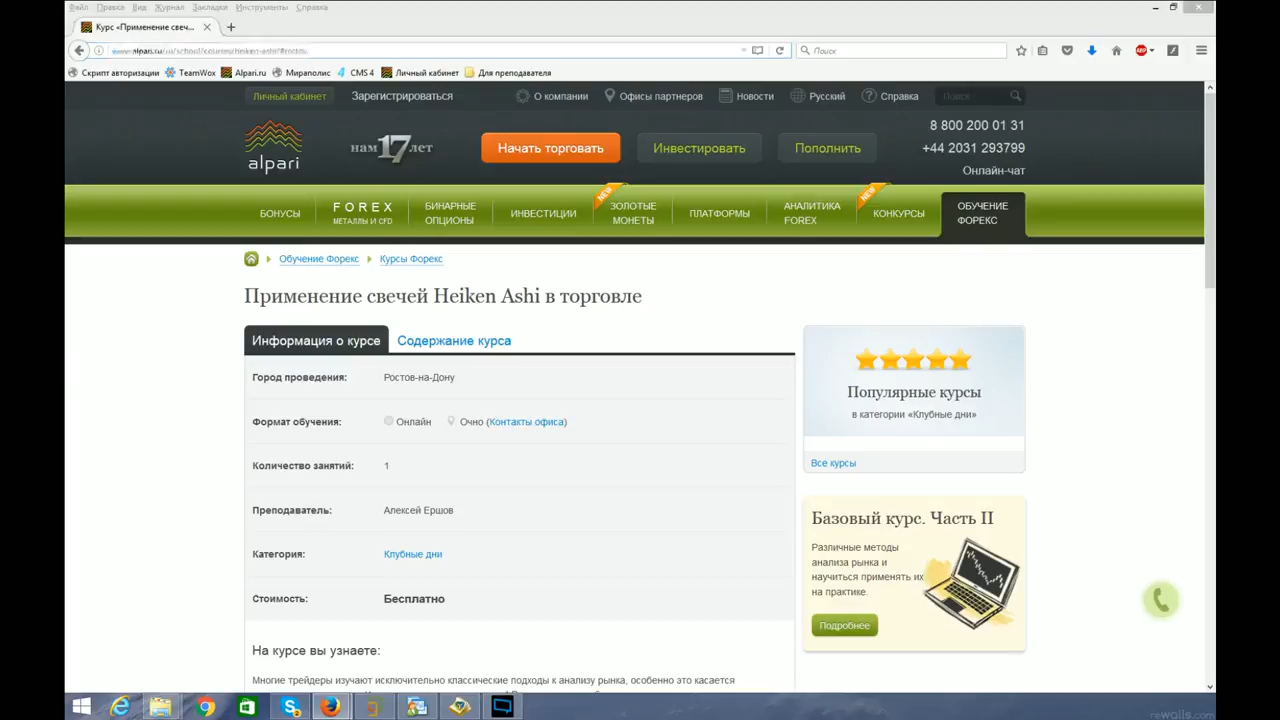 Файл Правка Вид Журнал Закладки Инструменты Справка
Курс «Применение свеч...
Поиск
Скрипт авторизации TeamWox Alpari.ru Мираполис CMS 4 Личный кабинет Для преподавателя
Личный кабинет Зарегистрироваться О компании Офисы партнеров Новости Русский Справка Поиск
alpari
нам 17 лет
Начать торговать Инвестировать Пополнить
8 800 200 01 31
+44 2031 293799
Онлайн-чат
БОНУСЫ
FOREX
МЕТАЛЛЫ И CFD
БИНАРНЫЕ
ОПЦИОНЫ
ИНВЕСТИЦИИ
NEW
ЗОЛОТЫЕ
МОНЕТЫ
ПЛАТФОРМЫ
АНАЛИТИКА
FOREX
NEW
КОНКУРСЫ
ОБУЧЕНИЕ
ФОРЕКС
Обучение Форекс Курсы Форекс
Применение свечей Heiken Ashi в торговле
Информация о курсе Содержание курса
Город проведения: Ростов-на-Дону
Формат обучения: Онлайн Очно (Контакты офиса)
Количество занятий: 1
Преподаватель: Алексей Ершов
Категория: Клубные дни
Стоимость: Бесплатно
На курсе вы узнаете:
Многие трейдеры изучают исключительно классические подходы к анализу рынка, особенно это касается
Популярные курсы
в категории «Клубные дни»
Все курсы
Базовый курс. Часть II
Различные методы
анализа рынка и
научиться применять их
на практике.
Подробнее
rewalls.com